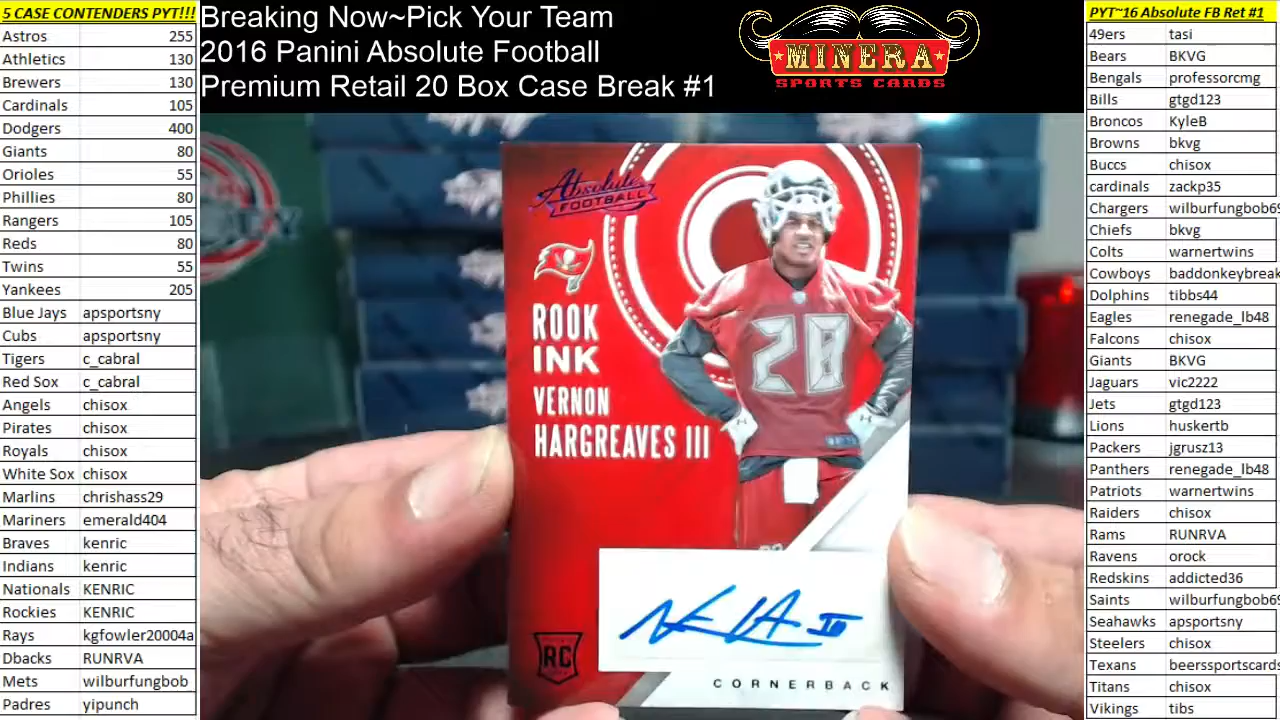 5 CASE CONTENDERS PYT!!!
Astros 255
Athletics 130
Brewers 130
Cardinals 105
Dodgers 400
Giants 80
Orioles 55
Phillies 80
Rangers 105
Reds 80
Twins 55
Yankees 205
Blue Jays apsportsny
Cubs apsportsny
Tigers c_cabral
Red Sox c_cabral
Angels chisox
Pirates chisox
Royals chisox
White Sox chisox
Marlins chrishass29
Mariners emerald404
Braves kenric
Indians kenric
Nationals KENRIC
Rockies KENRIC
Rays kgfowler20004a
Dbacks RUNRVA
Mets wilburfungbob
Padres yipunch
Breaking Now~Pick Your Team
2016 Panini Absolute Football
Premium Retail 20 Box Case Break #1
MINERA
SPORTS CARDS
Absolute
FOOTBALL
ROOK
INK
VERNON
HARGREAVES III
28
RC
CORNERBACK
PYT~16 Absolute FB Ret #1
49ers tasi
Bears BKVG
Bengals professorcmg
Bills gtgd123
Broncos KyleB
Browns bkvg
Buccs chisox
cardinals zackp35
Chargers wilburfungbob69
Chiefs bkvg
Colts warnertwins
Cowboys baddonkeybreak
Dolphins tibbs44
Eagles renegade_lb48
Falcons chisox
Giants BKVG
Jaguars vic2222
Jets gtgd123
Lions huskertb
Packers jgrusz13
Panthers renegade_lb48
Patriots warnertwins
Raiders chisox
Rams RUNRVA
Ravens orock
Redskins addicted36
Saints wilburfungbob69
Seahawks apsportsny
Steelers chisox
Texans beerssportscards
Titans chisox
Vikings tibs